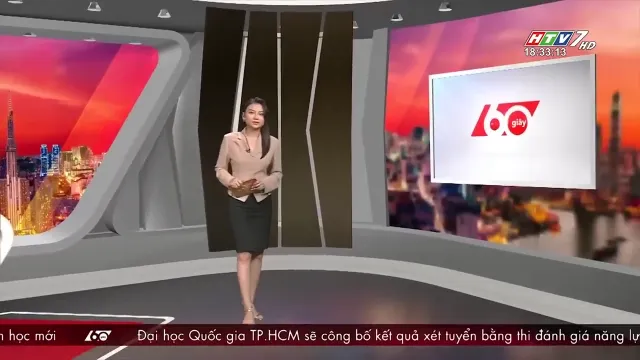 HTV7 HD
18:33:13
60 giây
n học mới 60 Đại học Quốc gia TP.HCM sẽ công bố kết quả xét tuyển bằng thi đánh giá năng lự